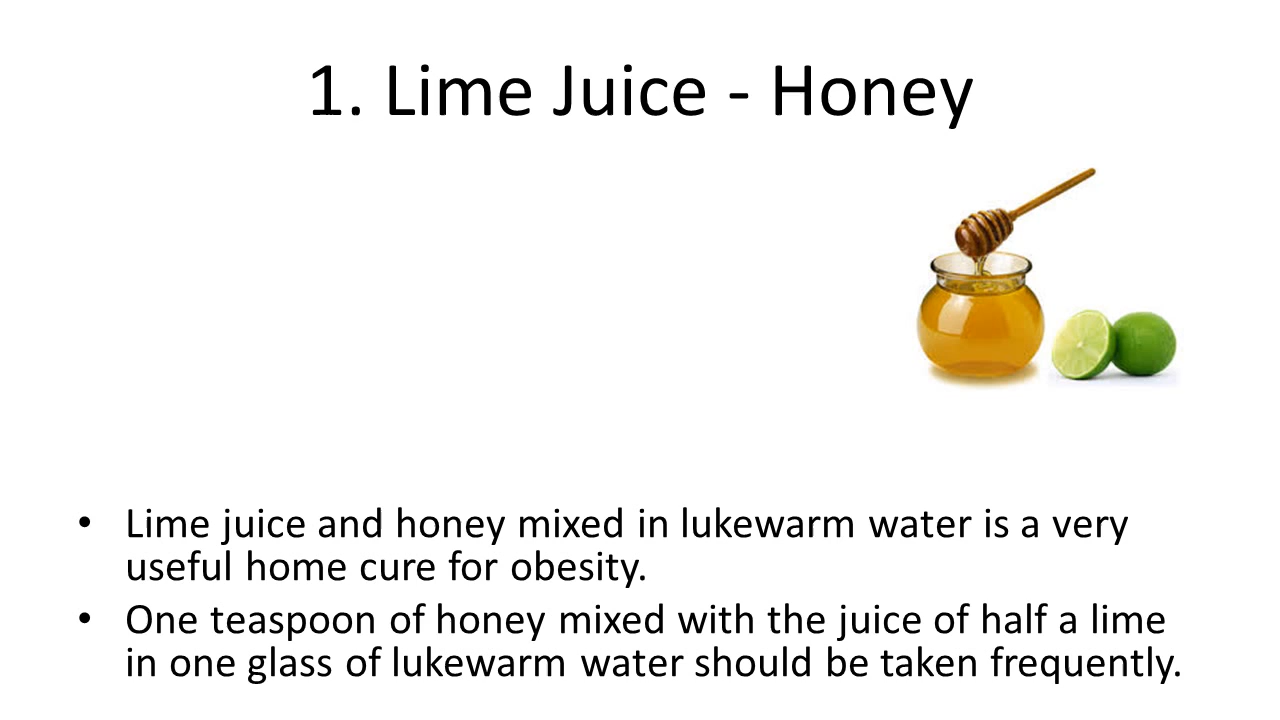 1. Lime Juice - Honey
• Lime juice and honey mixed in lukewarm water is a very
useful home cure for obesity.
• One teaspoon of honey mixed with the juice of half a lime
in one glass of lukewarm water should be taken frequently.